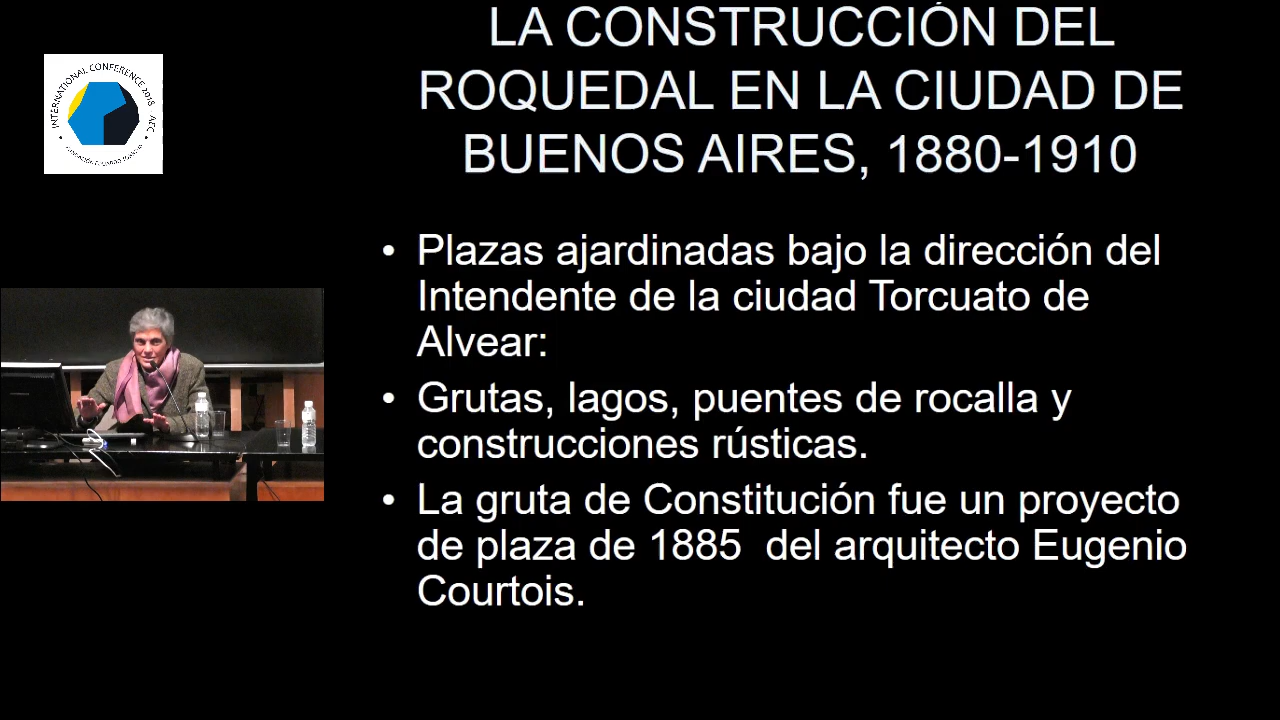 LA CONSTRUCCIÓN DEL
ROQUEDAL EN LA CIUDAD DE
BUENOS AIRES, 1880-1910
INTERNATIONAL CONFERENCE 2018 AEC
• Plazas ajardinadas bajo la dirección del
Intendente de la ciudad Torcuato de
Alvear:
• Grutas, lagos, puentes de rocalla y
construcciones rústicas.
• La gruta de Constitución fue un proyecto
de plaza de 1885  del arquitecto Eugenio
Courtois.